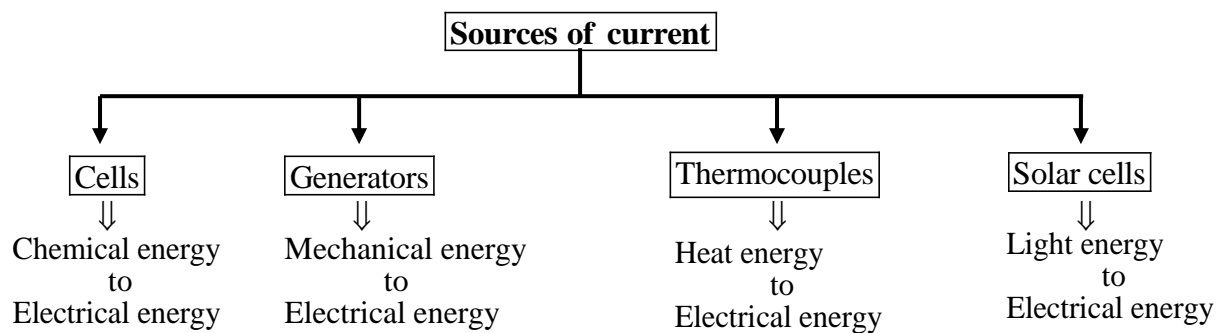 Sources of current
Cells
⇓
Chemical energy
to
Electrical energy
Generators
⇓
Mechanical energy
to
Electrical energy
Thermocouples
⇓
Heat energy
to
Electrical energy
Solar cells
⇓
Light energy
to
Electrical energy